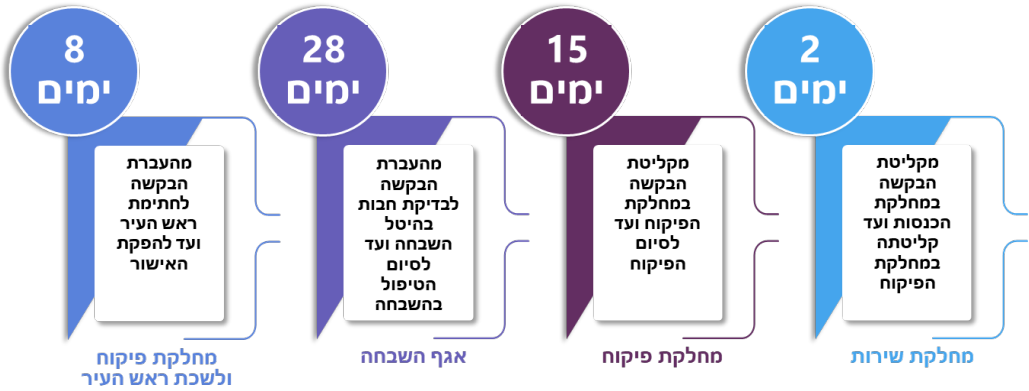 2
ימים
מקליטת
הבקשה
במחלקת
הכנסות ועד
קליטתה
במחלקת
הפיקוח
מחלקת שירות
15
ימים
מקליטת
הבקשה
במחלקת
הפיקוח ועד
לסיום
הפיקוח
מחלקת פיקוח
28
ימים
מהעברת
הבקשה
לבדיקת חבות
בהיטל
השבחה ועד
לסיום
הטיפול
בהשבחה
אגף השבחה
8
ימים
מהעברת
הבקשה
לחתימת
ראש העיר
ועד להפקת
האישור
מחלקת פיקוח
ולשכת ראש העיר